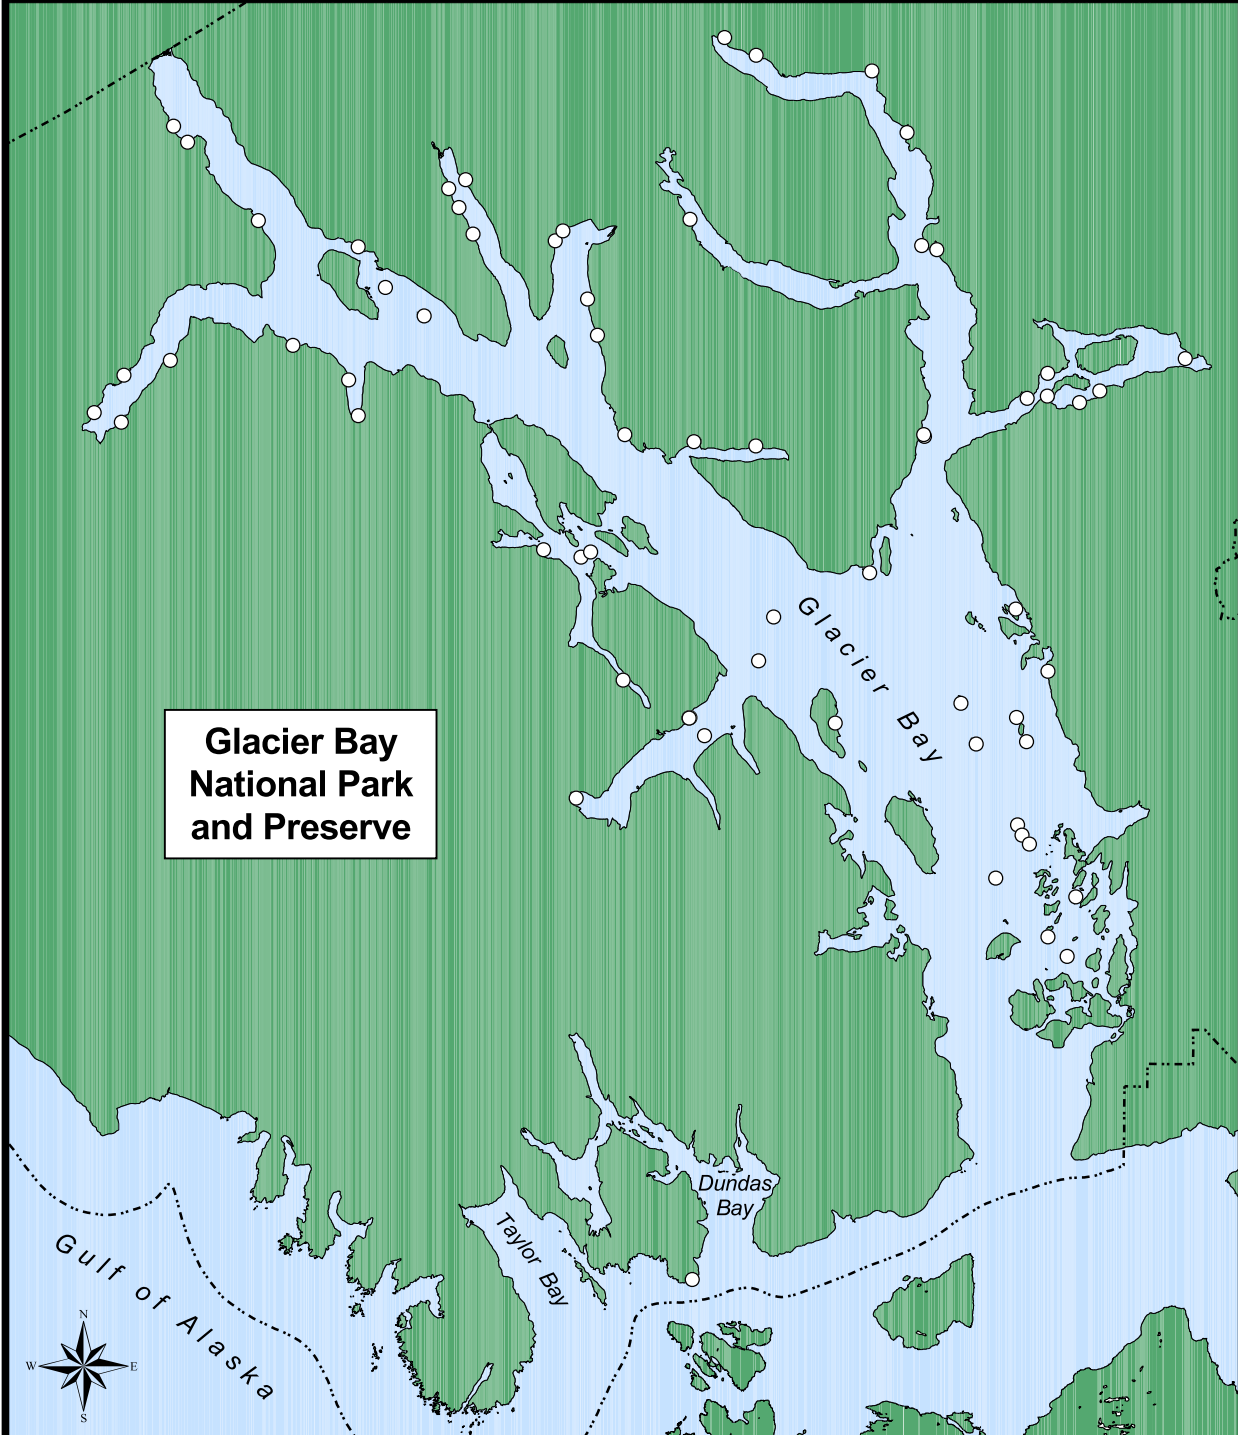 Glacier Bay
Glacier Bay
National Park
and Preserve
Dundas
Bay
Taylor Bay
Gulf of Alaska
N
W
E
S